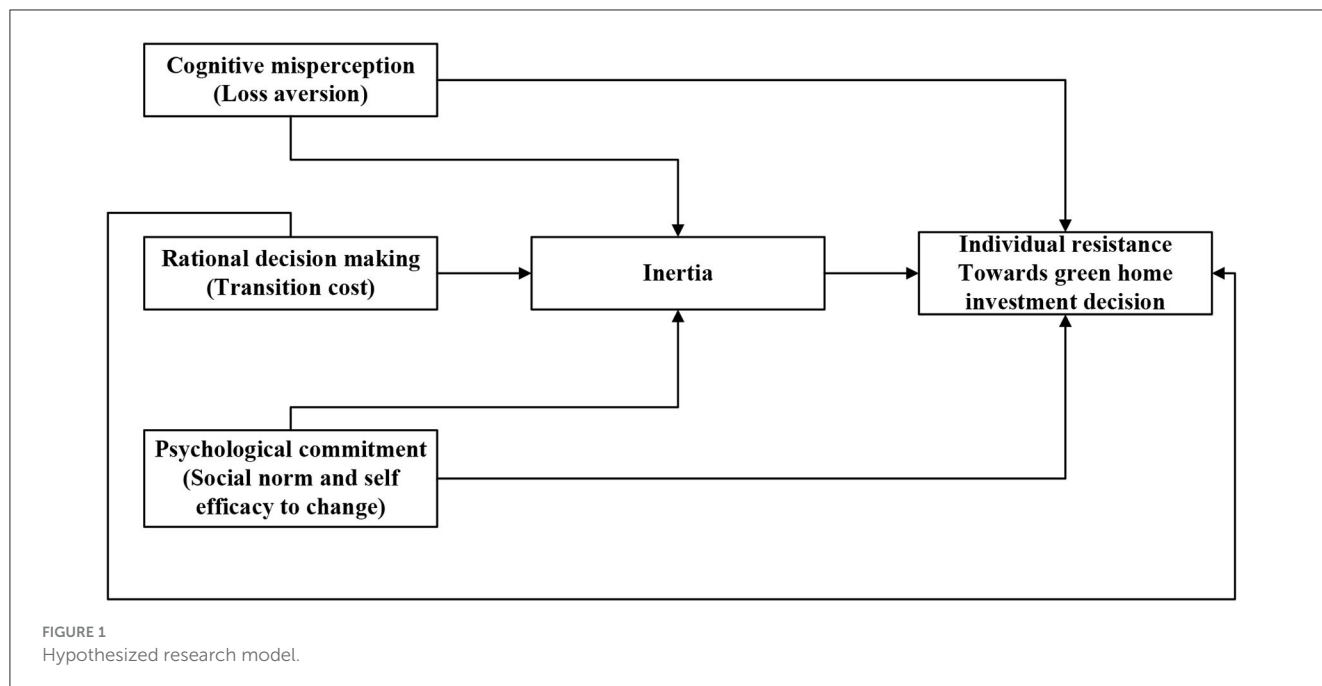 Cognitive misperception
(Loss aversion)
Rational decision making
(Transition cost)
Inertia
Individual resistance
Towards green home
investment decision
Psychological commitment
(Social norm and self
efficacy to change)
FIGURE 1
Hypothesized research model.